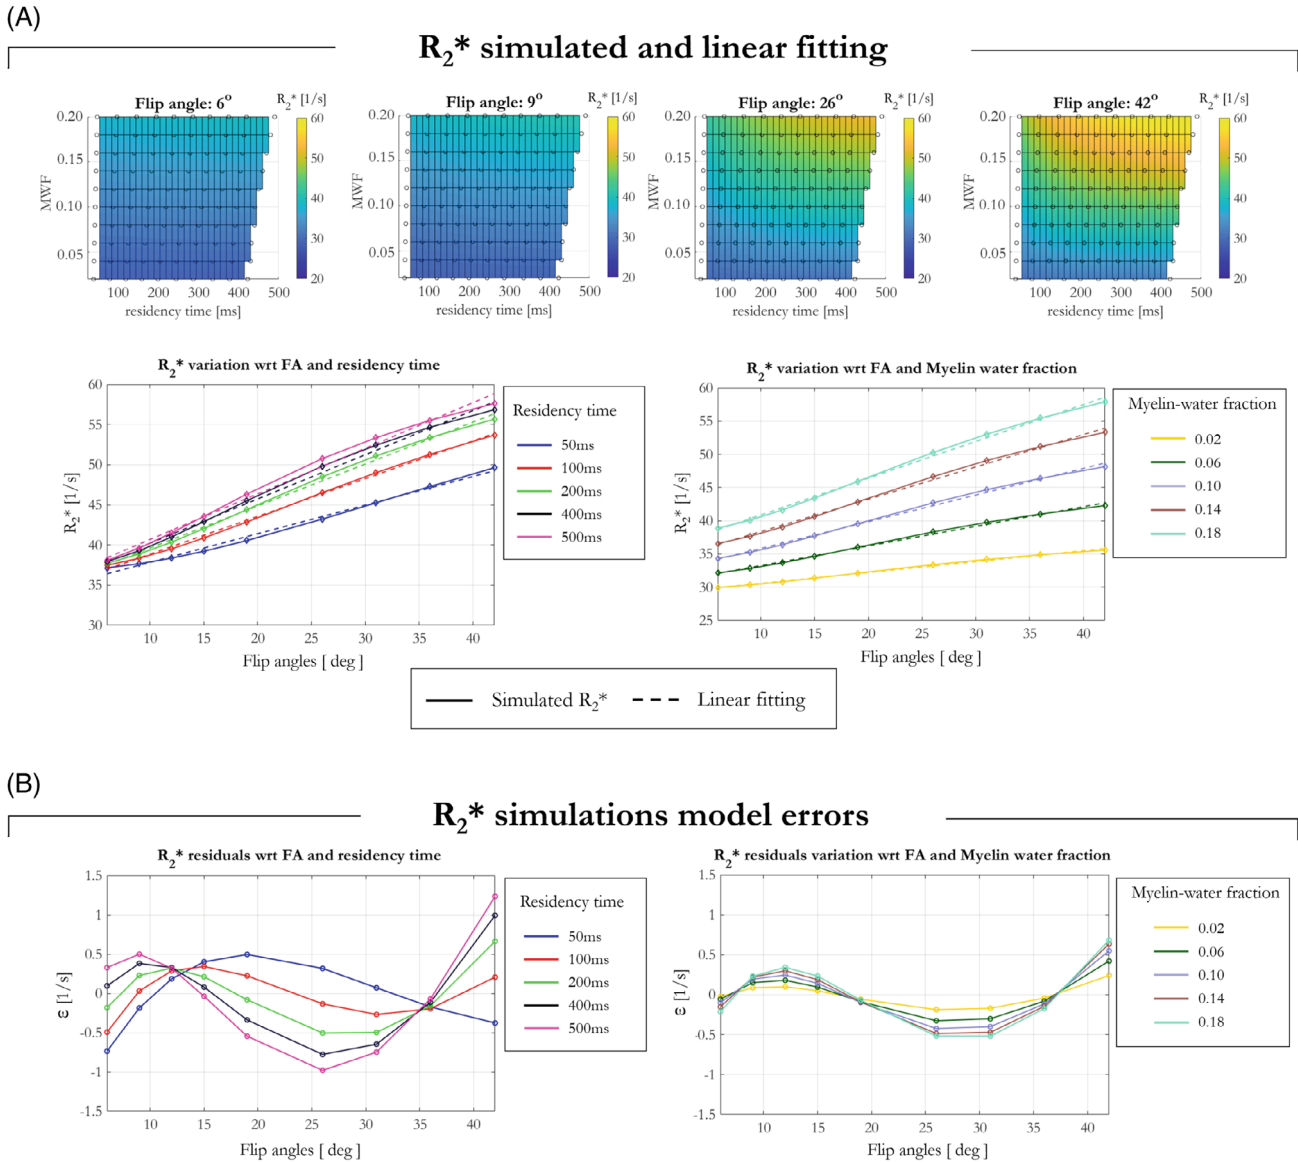 (A)
R2* simulated and linear fitting
Flip angle: 6° R2* [1/s]
Flip angle: 9° R2* [1/s]
Flip angle: 26° R2* [1/s]
Flip angle: 42° R2* [1/s]
MWF
0.20
0.15
0.10
0.05
100 200 300 400 500
residency time [ms]
60
50
40
30
20
MWF
0.20
0.15
0.10
0.05
100 200 300 400 500
residency time [ms]
60
50
40
30
20
MWF
0.20
0.15
0.10
0.05
100 200 300 400 500
residency time [ms]
60
50
40
30
20
MWF
0.20
0.15
0.10
0.05
100 200 300 400 500
residency time [ms]
60
50
40
30
20
R2* variation wrt FA and residency time
R2* [1/s]
60
55
50
45
40
35
30
10 15 20 26 31 36 42
Flip angles [ deg ]
Residency time
50ms
100ms
200ms
400ms
500ms
R2* variation wrt FA and Myelin water fraction
R2* [1/s]
60
55
50
45
40
35
30
25
10 15 19 26 31 35 40
Flip angles [ deg ]
Myelin-water fraction
0.02
0.06
0.10
0.14
0.18
Simulated R2* Linear fitting
(B)
R2* simulations model errors
R2* residuals wrt FA and residency time
ε [1/s]
1.5
1
0.5
0
-0.5
-1
-1.5
10 15 20 25 30 35 40
Flip angles [ deg ]
Residency time
50ms
100ms
200ms
400ms
500ms
R2* residuals variation wrt FA and Myelin water fraction
ε [1/s]
1.5
1
0.5
0
-0.5
-1
-1.5
10 15 19 26 31 36 42
Flip angles [ deg ]
Myelin-water fraction
0.02
0.06
0.10
0.14
0.18